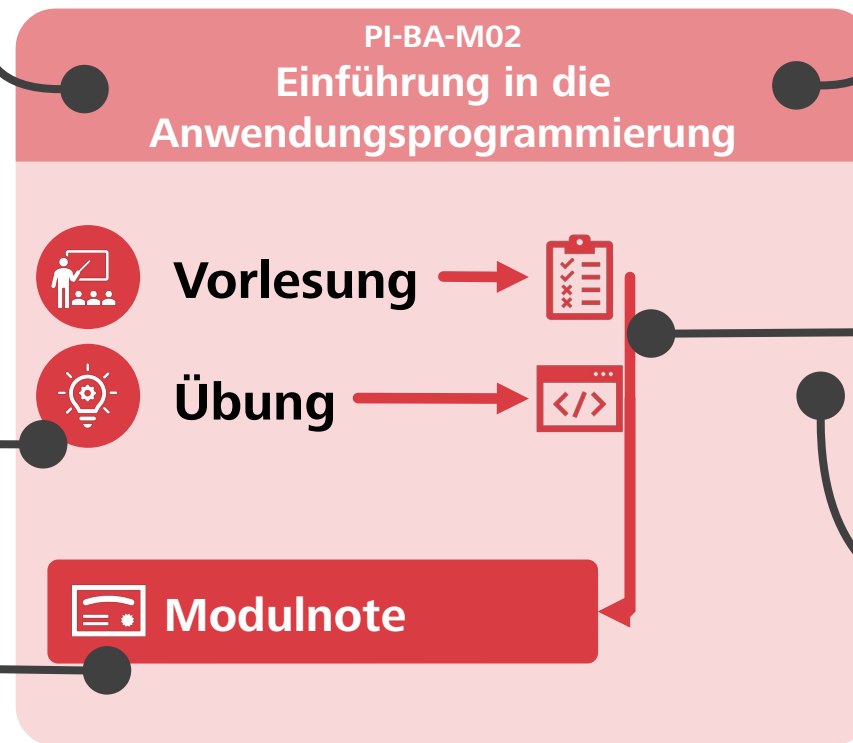 PI-BA-M02
Einführung in die
Anwendungsprogrammierung
Vorlesung
Übung
</>
Modulnote